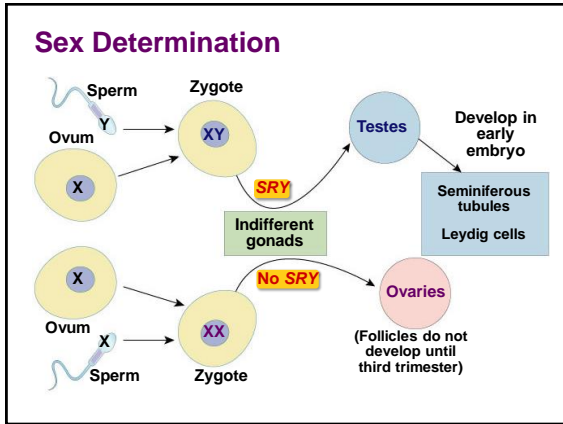 Sex Determination
Sperm
Y
Ovum
X
Zygote
XY
SRY
Testes
Develop in
early
embryo
Seminiferous
tubules
Leydig cells
Indifferent
gonads
X
Ovum
X
Sperm
XX
Zygote
No SRY
Ovaries
(Follicles do not
develop until
third trimester)